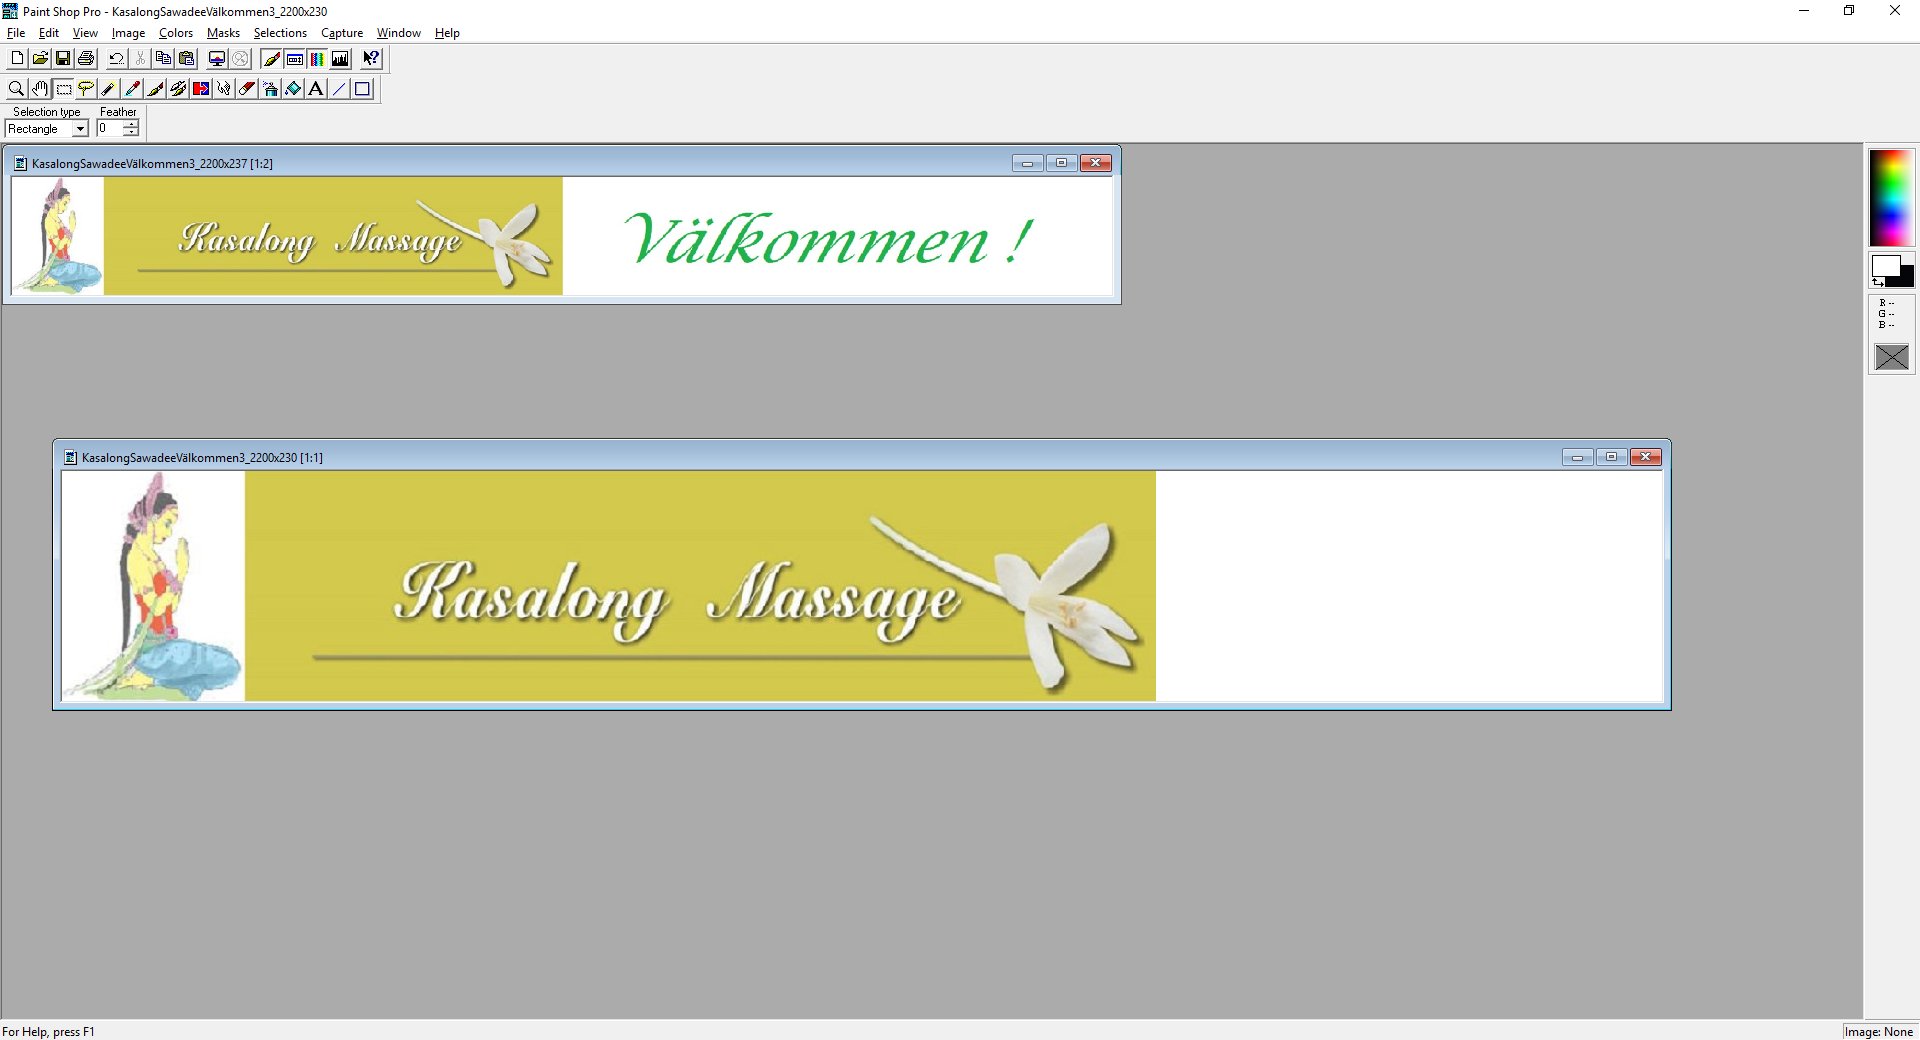 Paint Shop Pro - KasalongSawadeeVälkommen3_2200x230
File Edit View Image Colors Masks Selections Capture Window Help
Selection type Feather
Rectangle 0
KasalongSawadeeVälkommen3_2200x237 [1:2]
Kasalong Massage
Välkommen !
R --
G --
B --
KasalongSawadeeVälkommen3_2200x230 [1:1]
Kasalong Massage
For Help, press F1
Image: None